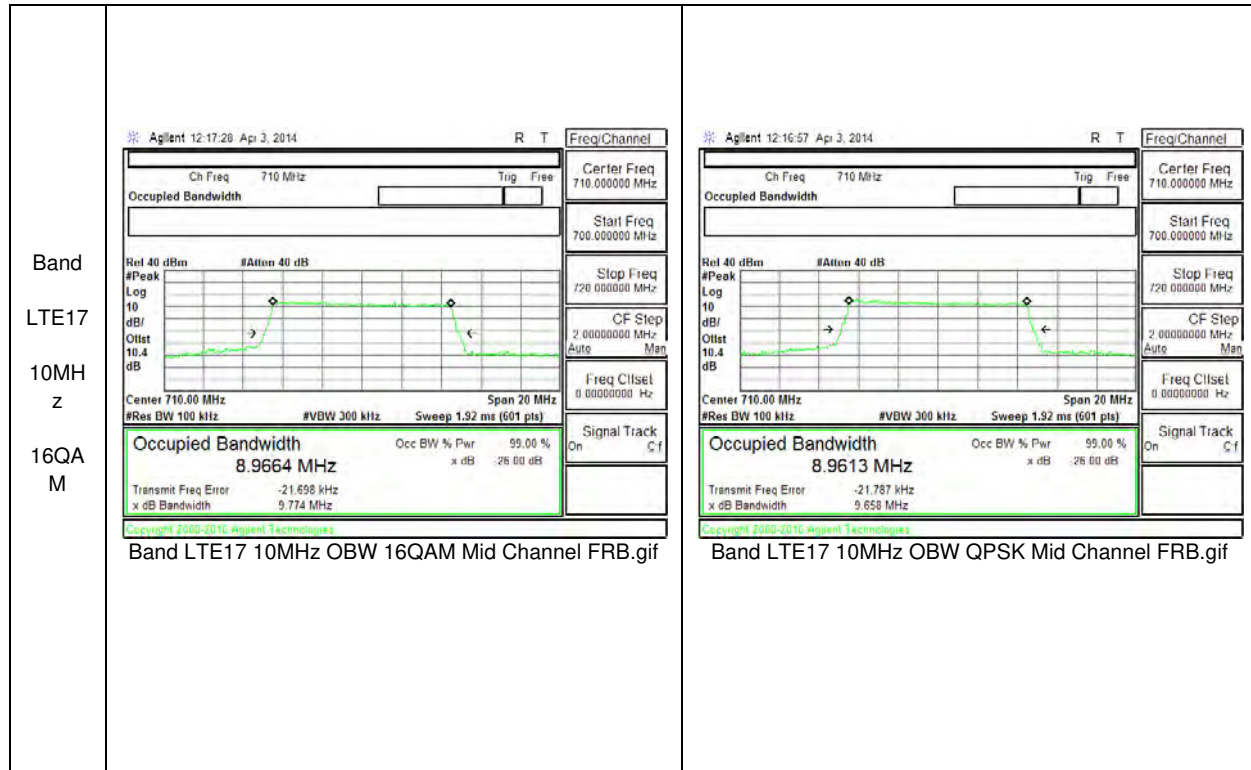 Band
LTE17
10MH
z
16QA
M
Agilent 12:17:28 Apr 3, 2014 R T
Freq/Channel
Ch Freq 710 MHz Trig Free
Occupied Bandwidth
Center Freq
710.000000 MHz
Start Freq
700.000000 MHz
Ref 40 dBm #Atten 40 dB
#Peak
Log
10
dB/
Offst
10.4
dB
Stop Freq
720.000000 MHz
CF Step
2.00000000 MHz
Auto Man
Freq Offset
0.00000000 Hz
Center 710.00 MHz Span 20 MHz
#Res BW 100 kHz #VBW 300 kHz Sweep 1.92 ms (601 pts)
Signal Track
On Off
Occupied Bandwidth Occ BW % Pwr 99.00 %
8.9664 MHz x dB -26.00 dB
Transmit Freq Error -21.698 kHz
x dB Bandwidth 9.774 MHz
Copyright 2000-2010 Agilent Technologies
Band LTE17 10MHz OBW 16QAM Mid Channel FRB.gif
Agilent 12:16:57 Apr 3, 2014 R T
Freq/Channel
Ch Freq 710 MHz Trig Free
Occupied Bandwidth
Center Freq
710.000000 MHz
Start Freq
700.000000 MHz
Ref 40 dBm #Atten 40 dB
#Peak
Log
10
dB/
Offst
10.4
dB
Stop Freq
720.000000 MHz
CF Step
2.00000000 MHz
Auto Man
Freq Offset
0.00000000 Hz
Center 710.00 MHz Span 20 MHz
#Res BW 100 kHz #VBW 300 kHz Sweep 1.92 ms (601 pts)
Signal Track
On Off
Occupied Bandwidth Occ BW % Pwr 99.00 %
8.9613 MHz x dB -26.00 dB
Transmit Freq Error -21.787 kHz
x dB Bandwidth 9.658 MHz
Copyright 2000-2010 Agilent Technologies
Band LTE17 10MHz OBW QPSK Mid Channel FRB.gif